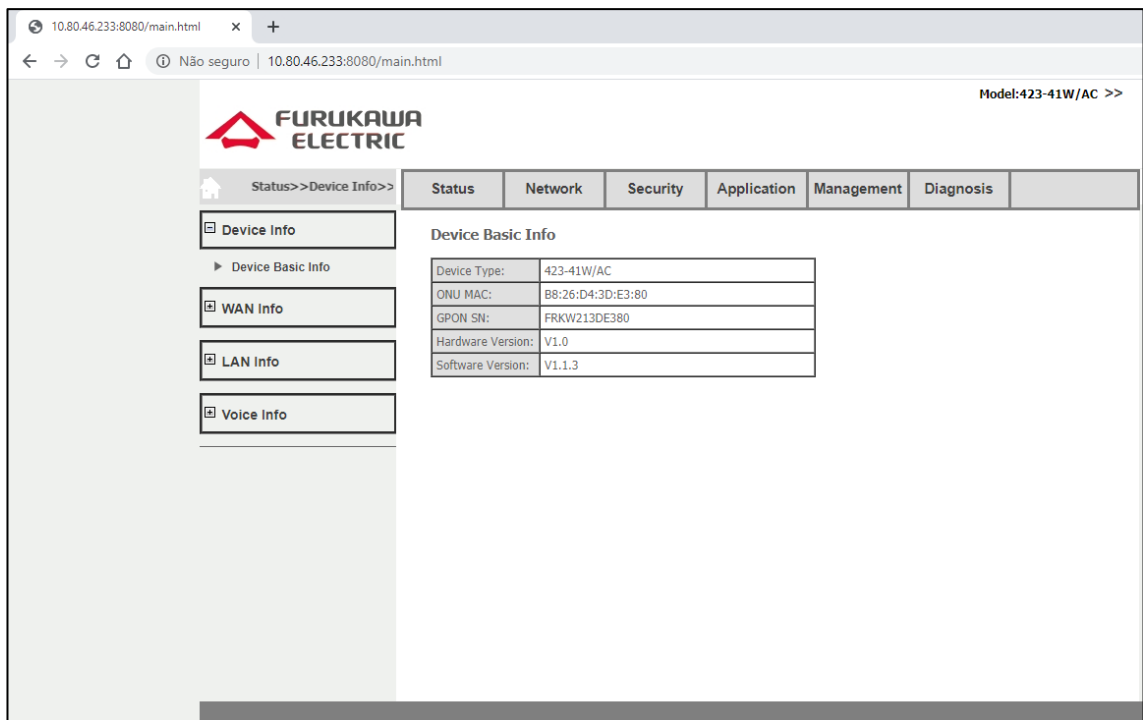 10.80.46.233:8080/main.html
Não seguro | 10.80.46.233:8080/main.html
Model:423-41W/AC >>
FURUKAWA
ELECTRIC
Status>>Device Info>>
Status Network Security Application Management Diagnosis
Device Info
Device Basic Info
WAN Info
LAN Info
Voice Info
Device Basic Info
Device Type: 423-41W/AC
ONU MAC: B8:26:D4:3D:E3:80
GPON SN: FRKW213DE380
Hardware Version: V1.0
Software Version: V1.1.3